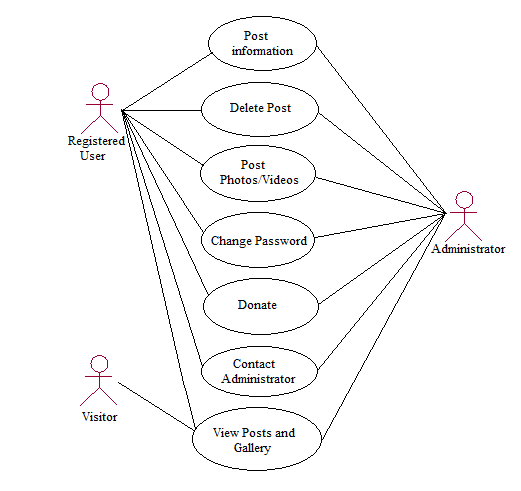 Post
information
Delete Post
Registered
User
Post
Photos/Videos
Change Password
Administrator
Donate
Contact
Administrator
Visitor
View Posts and
Gallery